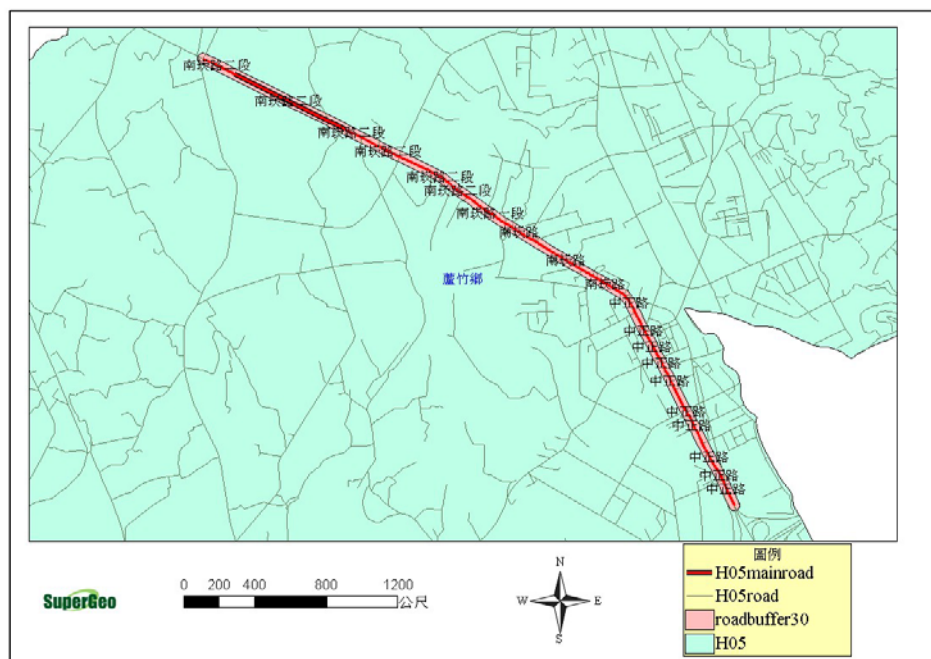 南崁路二段
南崁路二段
南崁路二段
南崁路二段
南崁路二段
南崁路二段
南崁路一段
南崁路
南崁路
蘆竹鄉
南崁路
中正路
中正路
中正路
中正路
中正路
中正路
中正路
中正路
中正路
中正路
圖例
H05mainroad
H05road
roadbuffer30
H05
SuperGeo
0 200 400 800 1200
公尺
N
W E
S